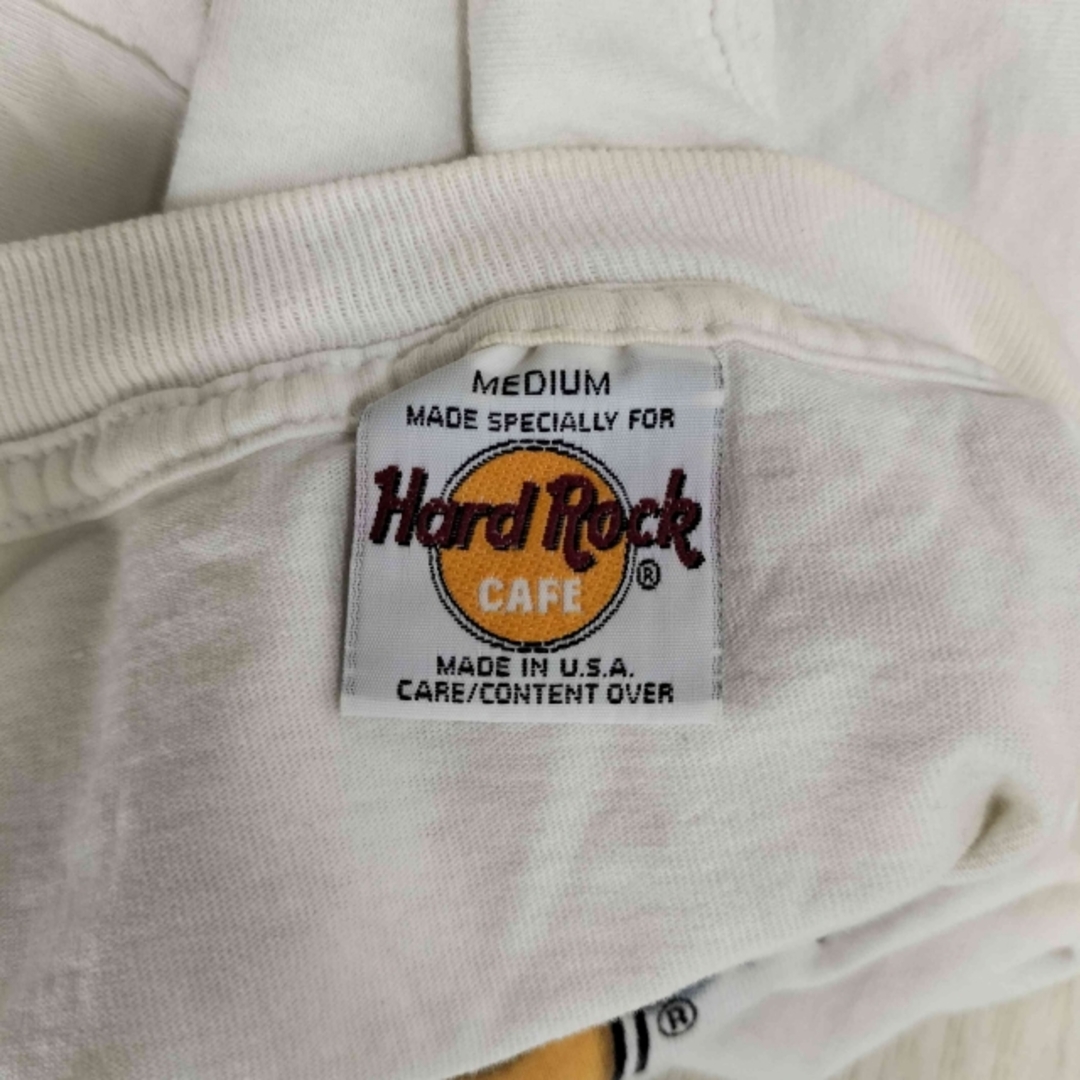 MEDIUM
MADE SPECIALLY FOR
Hard Rock
CAFE
®
MADE IN U.S.A.
CARE/CONTENT OVER
®